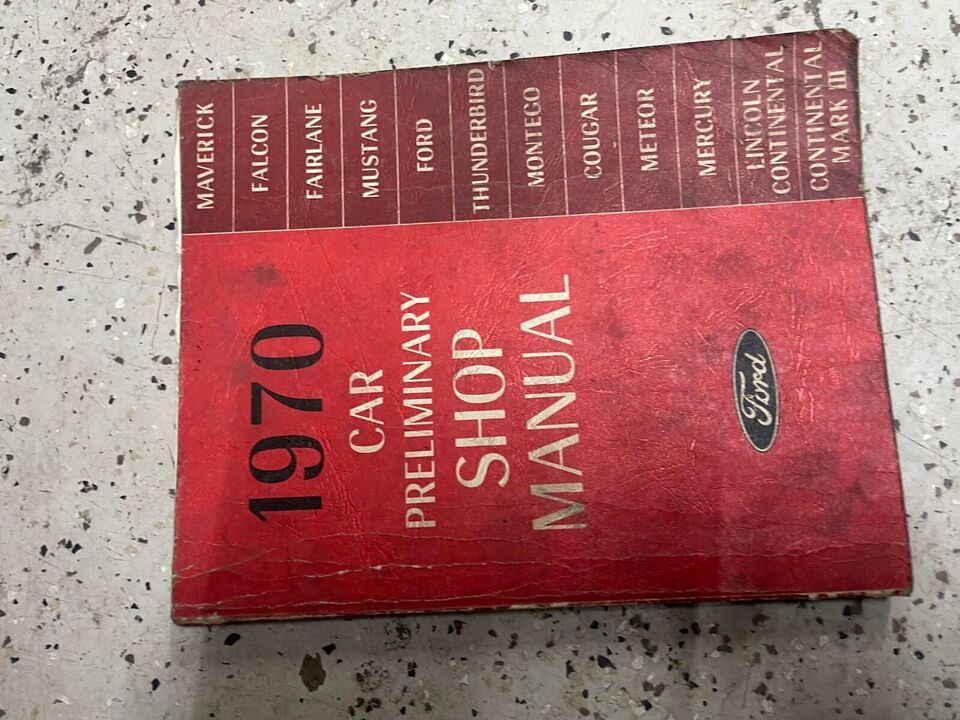 1970
CAR
PRELIMINARY
SHOP
MANUAL
Ford
MAVERICK
FALCON
FAIRLANE
MUSTANG
FORD
THUNDERBIRD
MONTEGO
COUGAR
METEOR
MERCURY
LINCOLN
CONTINENTAL
CONTINENTAL
MARK III